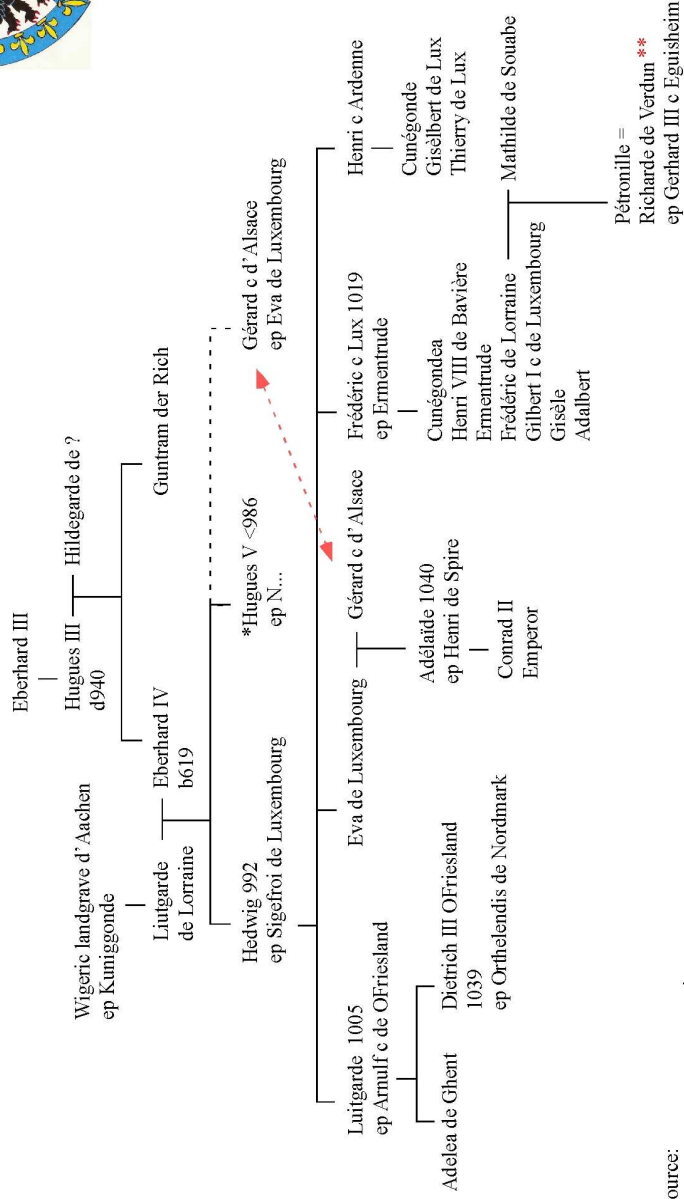 Eberhard III
Hugues III
d940
Hildegarde de ?
Wigeric landgrave d’Aachen
ep Kuniggonde
Liutgarde
de Lorraine
Eberhard IV
b619
Guntram der Rich
Hedwig 992
ep Sigefroi de Luxembourg
*Hugues V <986
ep N...
Gérard c d’Alsace
ep Eva de Luxembourg
Luitgarde 1005
ep Arnulf c de OFriesland
Eva de Luxembourg
Gérard c d’Alsace
Frédéric c Lux 1019
ep Ermentrude
Henri c Ardenne
Adelea de Ghent
Dietrich III OFriesland
1039
ep Orthelendis de Nordmark
Adélaïde 1040
ep Henri de Spire
Conrad II
Emperor
Cunégondea
Henri VIII de Bavière
Ermentrude
Frédéric de Lorraine
Gilbert I c de Luxembourg
Gisèle
Adalbert
Mathilde de Souabe
Cunégonde
Gisèlbert de Lux
Thierry de Lux
Pétronille =
Richarde de Verdun **
ep Gerhard III c Eguisheim
ource: